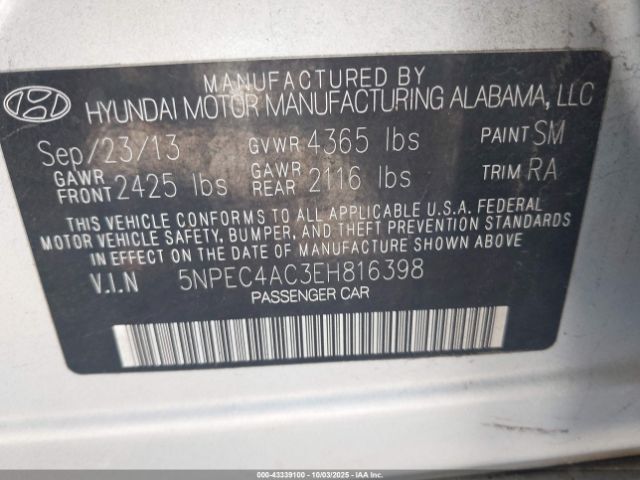 MANUFACTURED BY
HYUNDAI MOTOR MANUFACTURING ALABAMA, LLC
Sep/23/13 GVWR 4365 lbs PAINT SM
GAWR FRONT 2425 lbs GAWR REAR 2116 lbs TRIM RA
THIS VEHICLE CONFORMS TO ALL APPLICABLE U.S.A. FEDERAL
MOTOR VEHICLE SAFETY, BUMPER, AND THEFT PREVENTION STANDARDS
IN EFFECT ON THE DATE OF MANUFACTURE SHOWN ABOVE.
V.I.N 5NPEC4AC3EH816398
PASSENGER CAR
000-43339100 10/03/2025 IAAI.COM